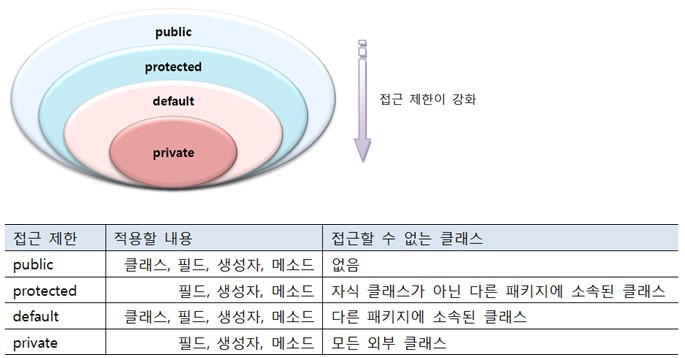 public
protected
default
private
접근 제한이 강화
접근 제한 적용할 내용 접근할 수 없는 클래스
public 클래스, 필드, 생성자, 메소드 없음
protected 필드, 생성자, 메소드 자식 클래스가 아닌 다른 패키지에 소속된 클래스
default 클래스, 필드, 생성자, 메소드 다른 패키지에 소속된 클래스
private 필드, 생성자, 메소드 모든 외부 클래스